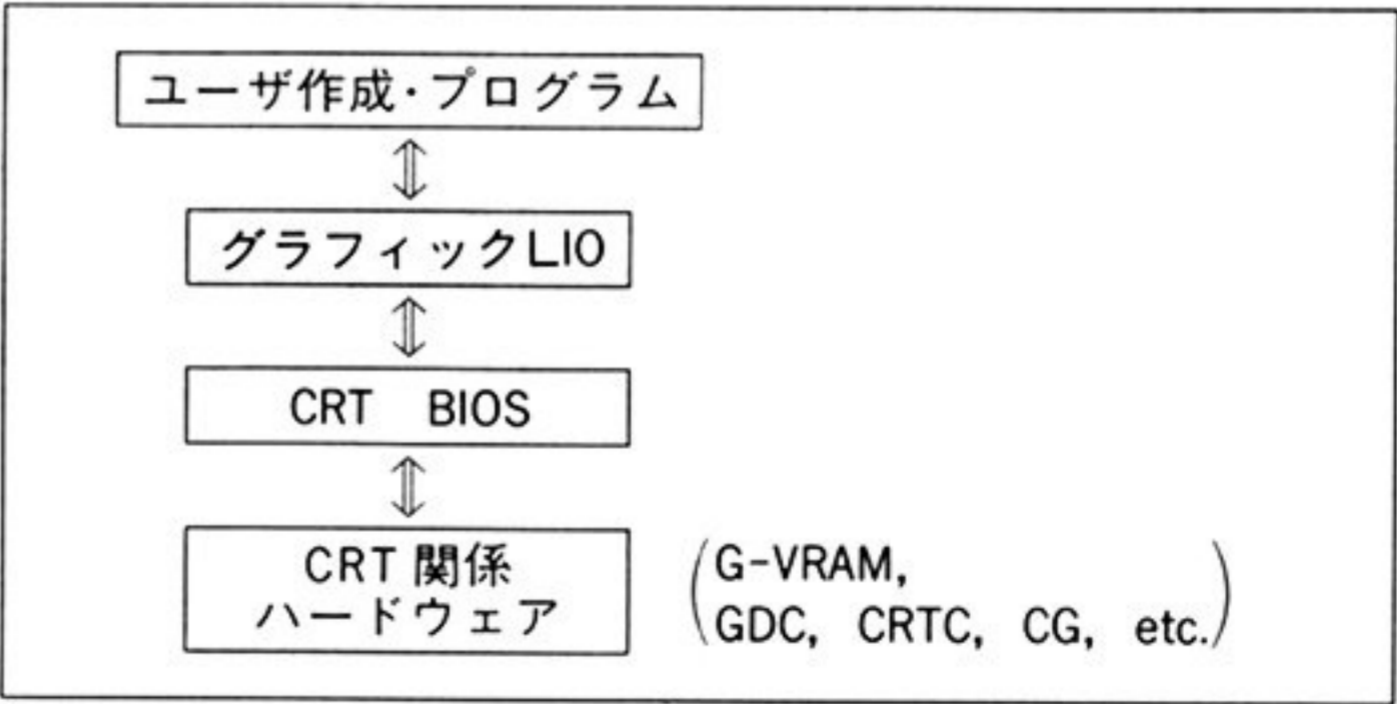 ユーザ作成・プログラム
グラフィックLIO
CRT BIOS
CRT 関係
ハードウェア
(G-VRAM,
GDC, CRTC, CG, etc.)